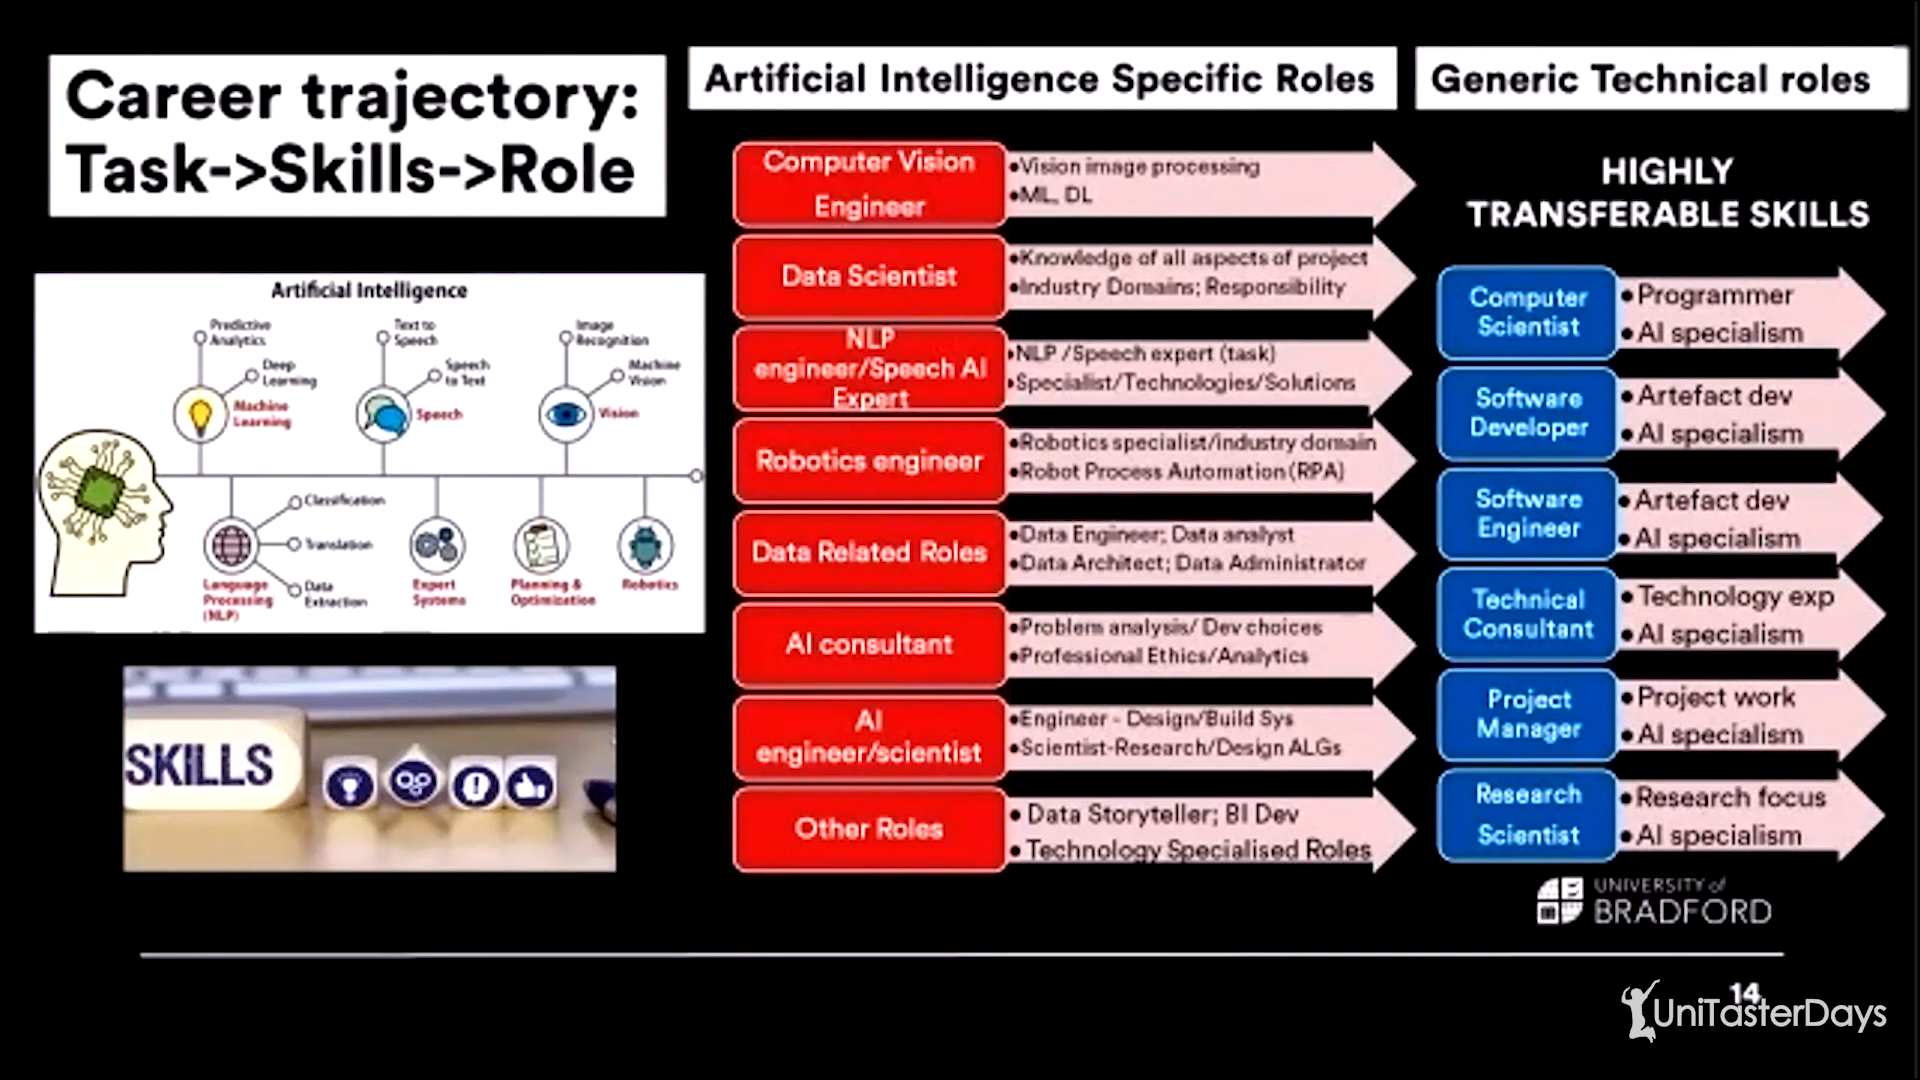 Career trajectory:
Task->Skills->Role
Artificial Intelligence
Predictive
Analytics
Deep
Learning
Machine
Learning
Text to
Speech
Speech
to Text
Speech
Image
Recognition
Machine
Vision
Vision
Classification
Translation
Data
Extraction
Language
Processing
(NLP)
Expert
Systems
Planning &
Optimization
Robotics
SKILLS
Artificial Intelligence Specific Roles
Computer Vision
Engineer
•Vision image processing
•ML, DL
Data Scientist
•Knowledge of all aspects of project
•Industry Domains; Responsibility
NLP
engineer/Speech AI
Expert
•NLP /Speech expert (task)
•Specialist/Technologies/Solutions
Robotics engineer
•Robotics specialist/industry domain
•Robot Process Automation (RPA)
Data Related Roles
•Data Engineer; Data analyst
•Data Architect; Data Administrator
AI consultant
•Problem analysis/ Dev choices
•Professional Ethics/Analytics
AI
engineer/scientist
•Engineer - Design/Build Sys
•Scientist-Research/Design ALGs
Other Roles
• Data Storyteller; BI Dev
• Technology Specialised Roles
Generic Technical roles
HIGHLY
TRANSFERABLE SKILLS
Computer
Scientist
• Programmer
• AI specialism
Software
Developer
• Artefact dev
• AI specialism
Software
Engineer
• Artefact dev
• AI specialism
Technical
Consultant
• Technology exp
• AI specialism
Project
Manager
• Project work
• AI specialism
Research
Scientist
• Research focus
• AI specialism
UNIVERSITY of
BRADFORD
14
UniTasterDays